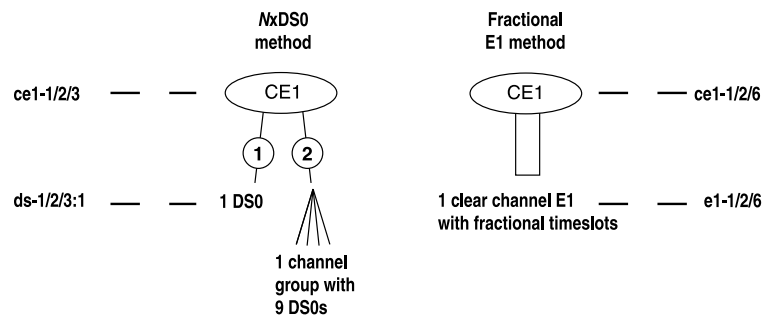 NxDS0
method
Fractional
E1 method
ce1-1/2/3
CE1
CE1
ce1-1/2/6
1
2
ds-1/2/3:1
1 DS0
1 clear channel E1
with fractional timeslots
e1-1/2/6
1 channel
group with
9 DS0s